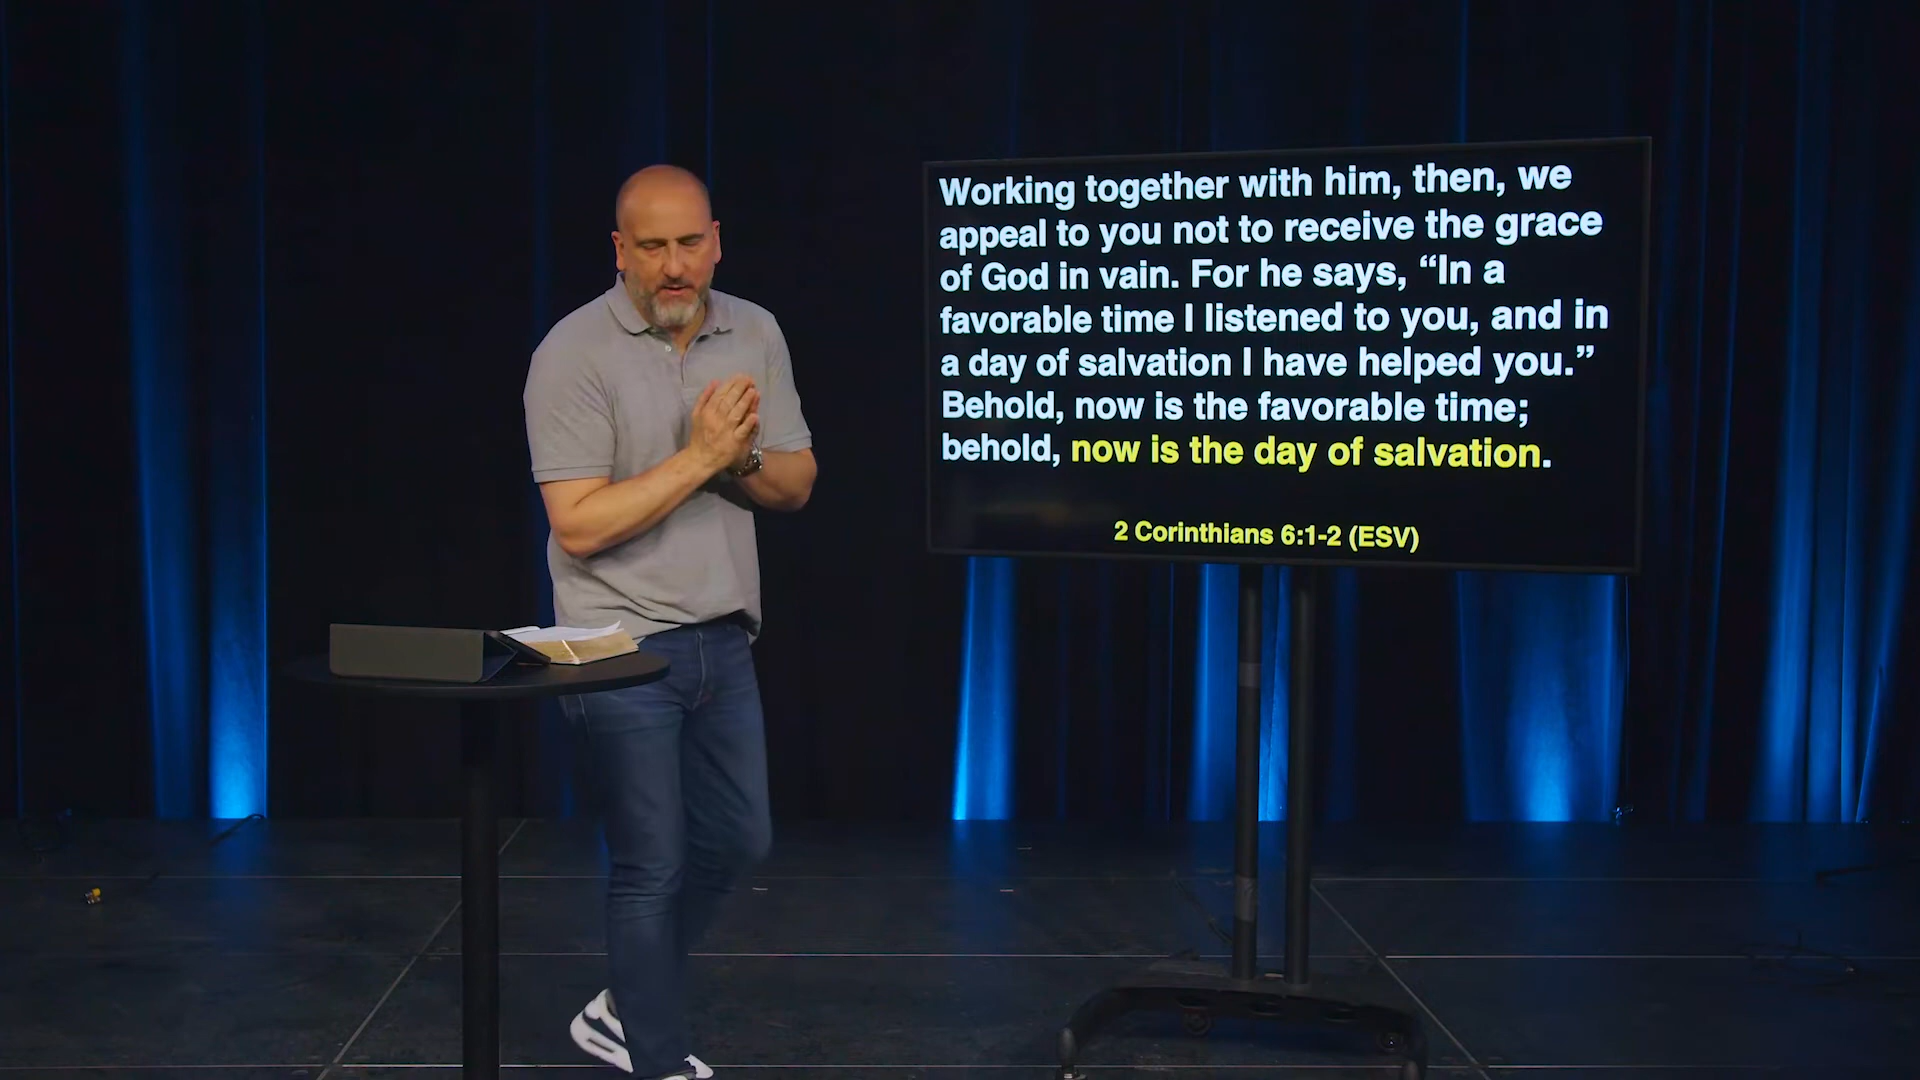 Working together with him, then, we
appeal to you not to receive the grace
of God in vain. For he says, “In a
favorable time I listened to you, and in
a day of salvation I have helped you.”
Behold, now is the favorable time;
behold, now is the day of salvation.
2 Corinthians 6:1-2 (ESV)